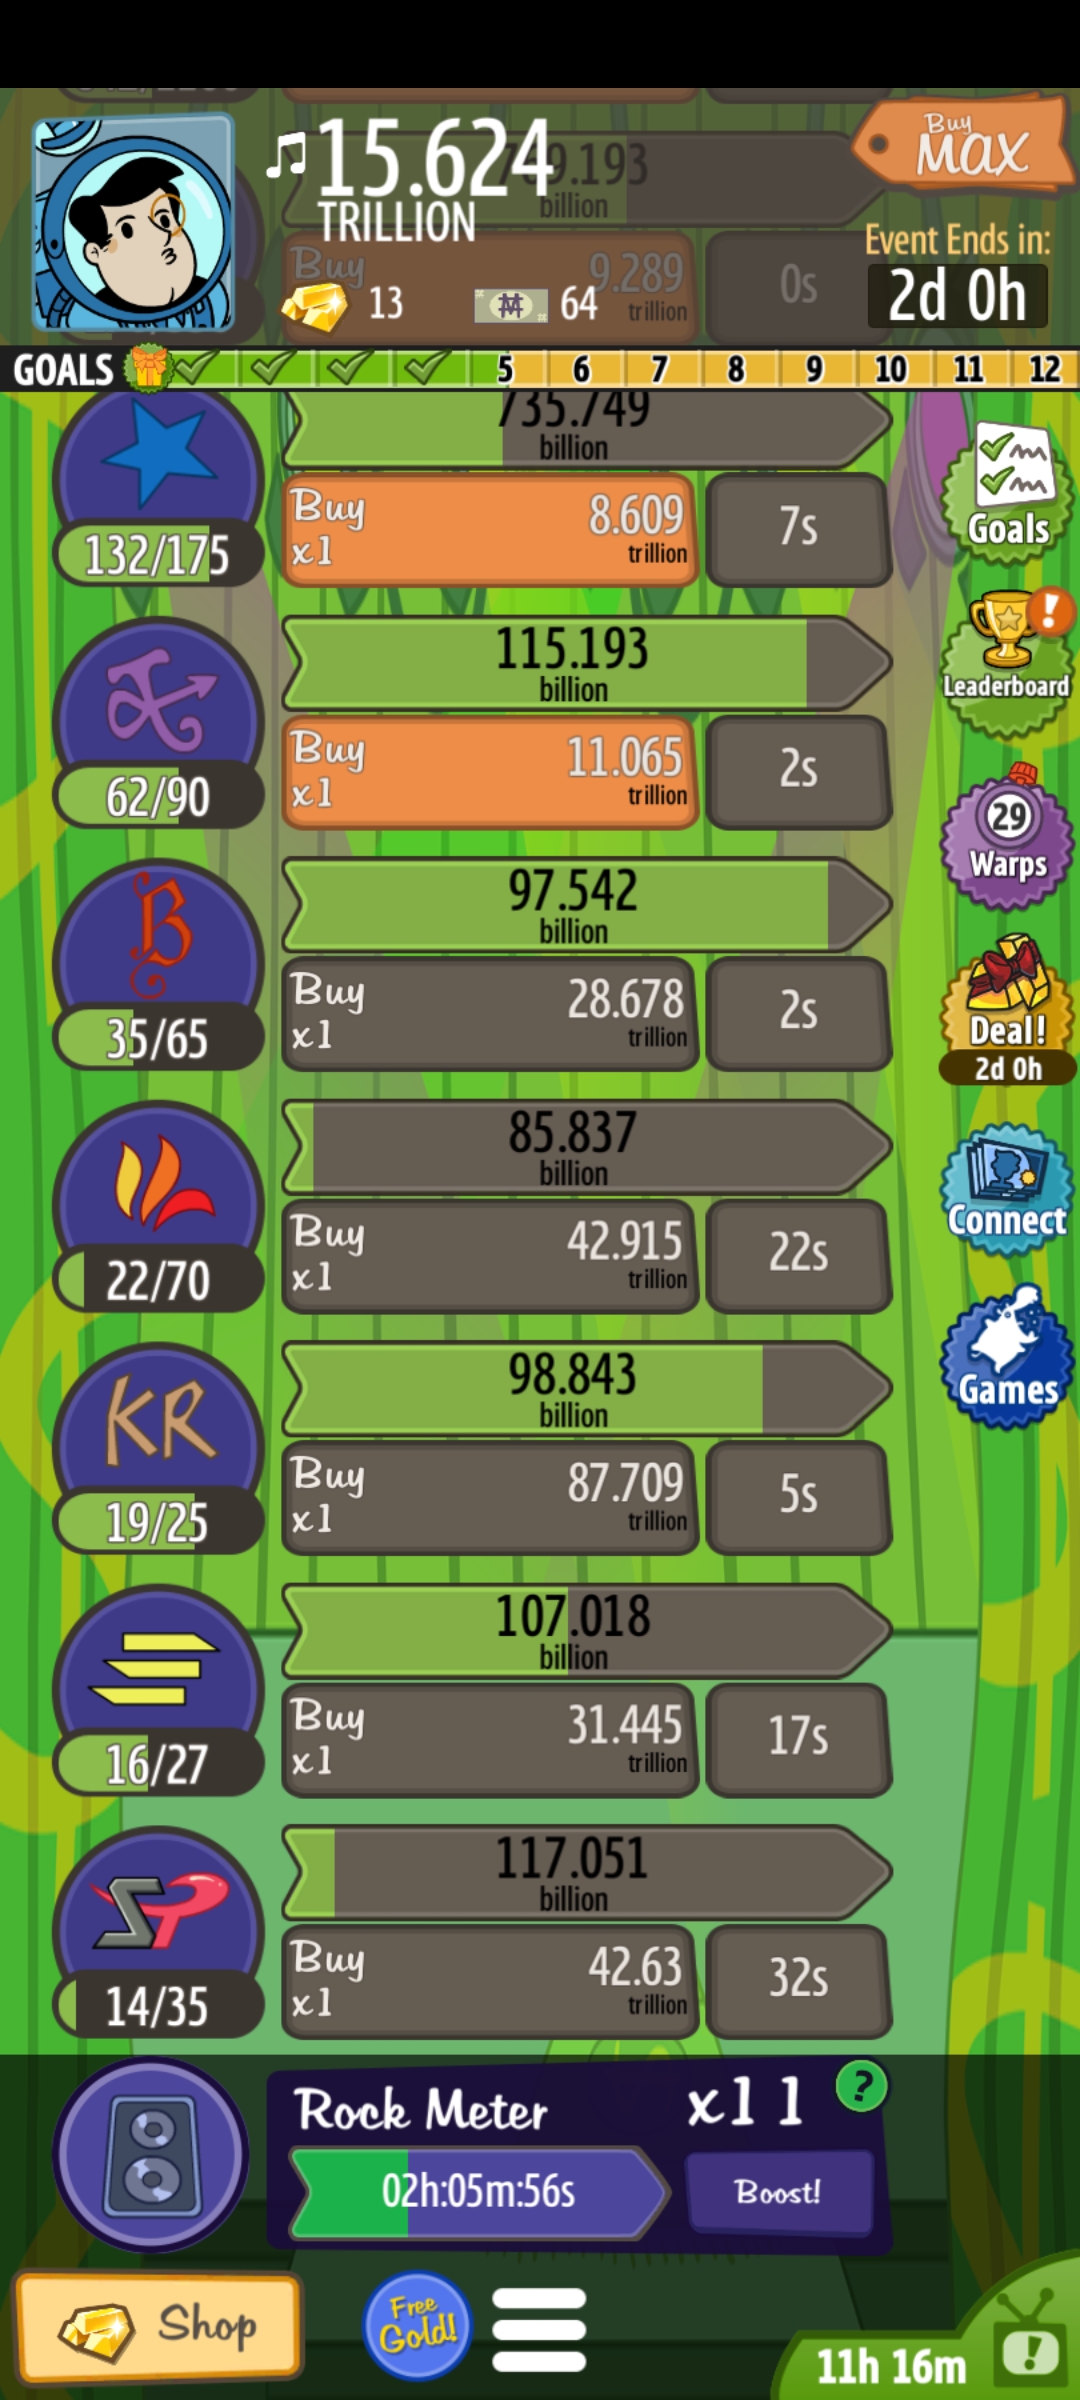 15.624
TRILLION
Buy
MAX
9.193
billion
Event Ends in:
2d 0h
Buy
9.289
trillion
0s
13
64
GOALS 5 6 7 8 9 10 11 12
735.749
billion
Buy
x1
8.609
trillion
7s
132/175
Goals
115.193
billion
Buy
x1
11.065
trillion
2s
62/90
Leaderboard
!
97.542
billion
Buy
x1
28.678
trillion
2s
B
35/65
29
Warps
Deal!
2d 0h
85.837
billion
Buy
x1
42.915
trillion
22s
22/70
Connect
98.843
billion
Buy
x1
87.709
trillion
5s
KR
19/25
Games
107.018
billion
Buy
x1
31.445
trillion
17s
16/27
117.051
billion
Buy
x1
42.63
trillion
32s
SP
14/35
Rock Meter
x11
?
02h:05m:56s
Boost!
Shop
Free
Gold!
11h 16m
!